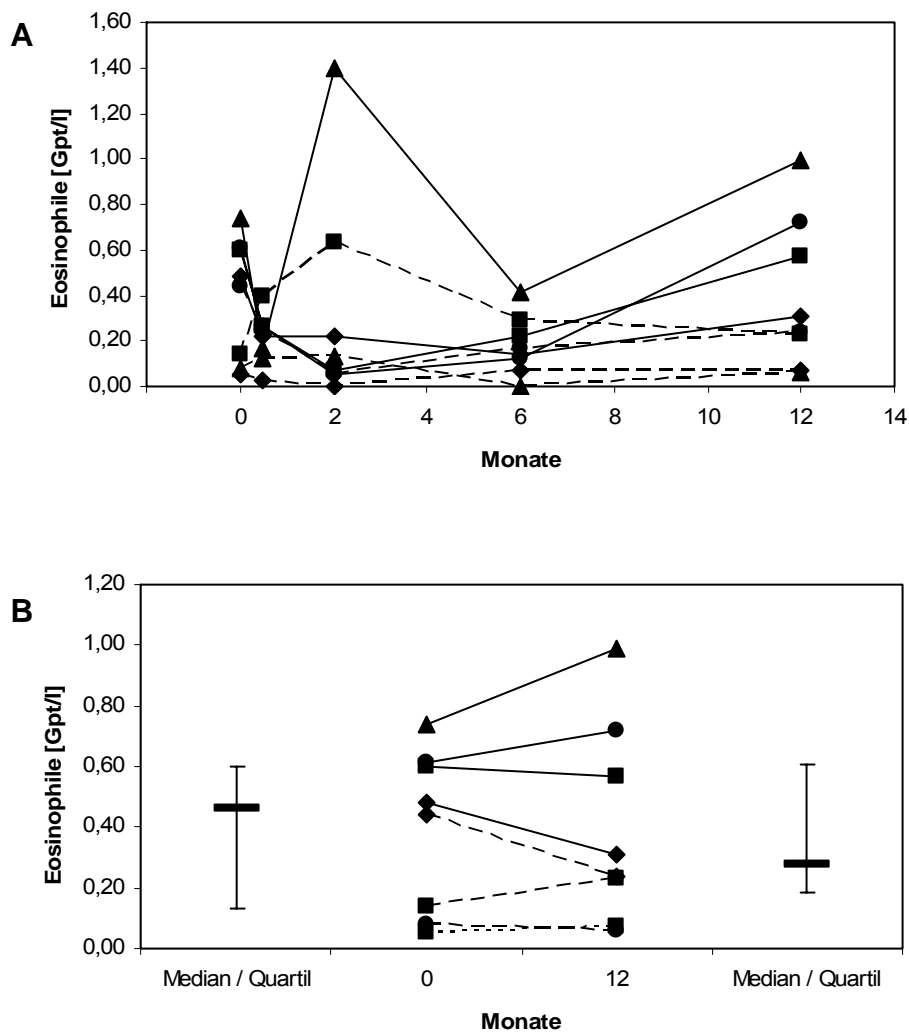 A
Eosinophile [Gpt/l]
1,60
1,40
1,20
1,00
0,80
0,60
0,40
0,20
0,00
0 2 4 6 8 10 12 14
Monate
B
Eosinophile [Gpt/l]
1,20
1,00
0,80
0,60
0,40
0,20
0,00
Median / Quartil 0 12 Median / Quartil
Monate